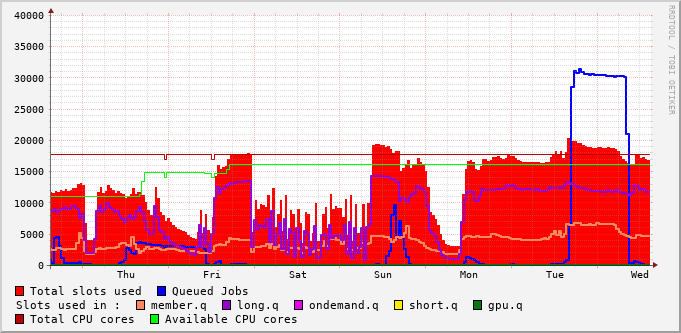 40000
35000
30000
25000
20000
15000
10000
5000
0
Thu Fri Sat Sun Mon Tue Wed
Total slots used Queued Jobs
Slots used in : member.q long.q ondemand.q short.q gpu.q
Total CPU cores Available CPU cores
RRDTOOL / TOBI OETIKER